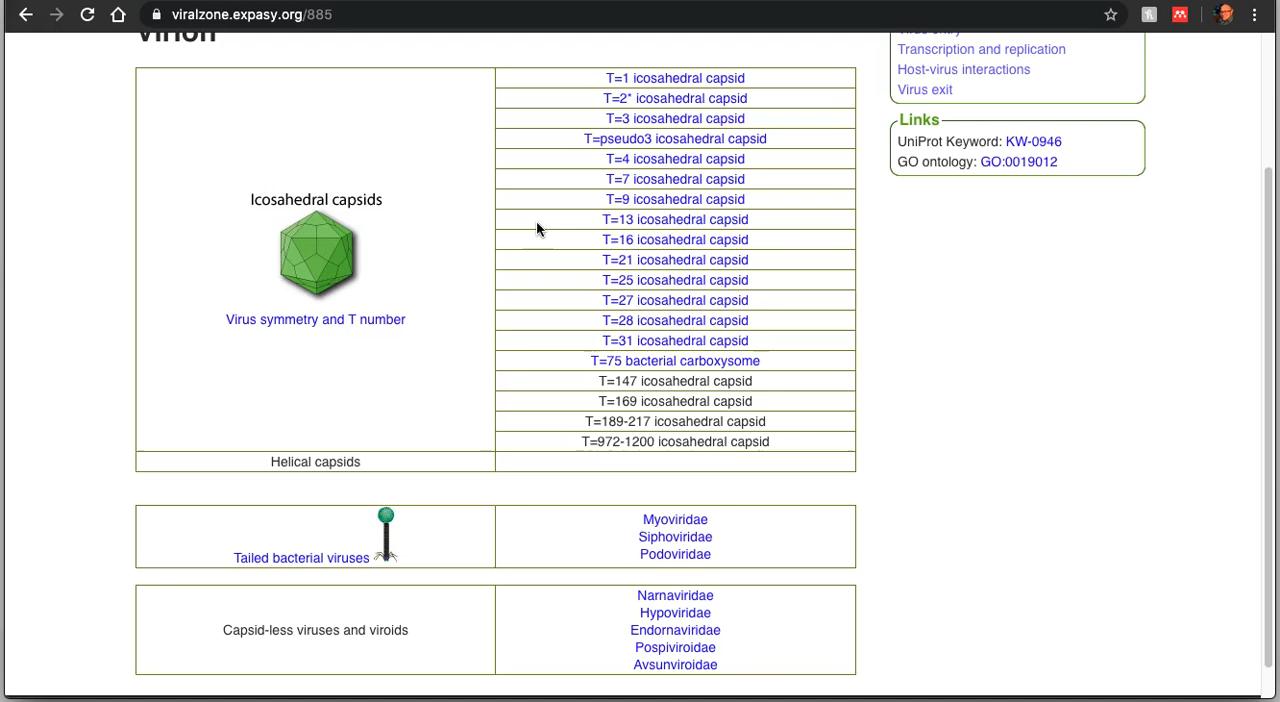 viralzone.expasy.org/885
Virion
T=1 icosahedral capsid
T=2* icosahedral capsid
T=3 icosahedral capsid
T=pseudo3 icosahedral capsid
T=4 icosahedral capsid
T=7 icosahedral capsid
T=9 icosahedral capsid
T=13 icosahedral capsid
T=16 icosahedral capsid
T=21 icosahedral capsid
T=25 icosahedral capsid
T=27 icosahedral capsid
T=28 icosahedral capsid
T=31 icosahedral capsid
T=75 bacterial carboxysome
T=147 icosahedral capsid
T=169 icosahedral capsid
T=189-217 icosahedral capsid
T=972-1200 icosahedral capsid
Icosahedral capsids
Virus symmetry and T number
Helical capsids
Tailed bacterial viruses
Myoviridae
Siphoviridae
Podoviridae
Capsid-less viruses and viroids
Narnaviridae
Hypoviridae
Endornaviridae
Pospiviroidae
Avsunviroidae
Virus entry
Transcription and replication
Host-virus interactions
Virus exit
Links
UniProt Keyword: KW-0946
GO ontology: GO:0019012